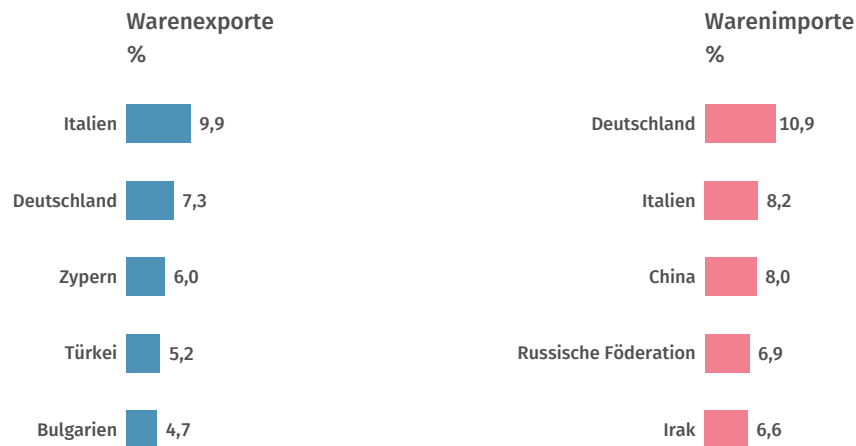 Warenexporte
%
Italien 9,9
Deutschland 7,3
Zypern 6,0
Türkei 5,2
Bulgarien 4,7
Warenimporte
%
Deutschland 10,9
Italien 8,2
China 8,0
Russische Föderation 6,9
Irak 6,6